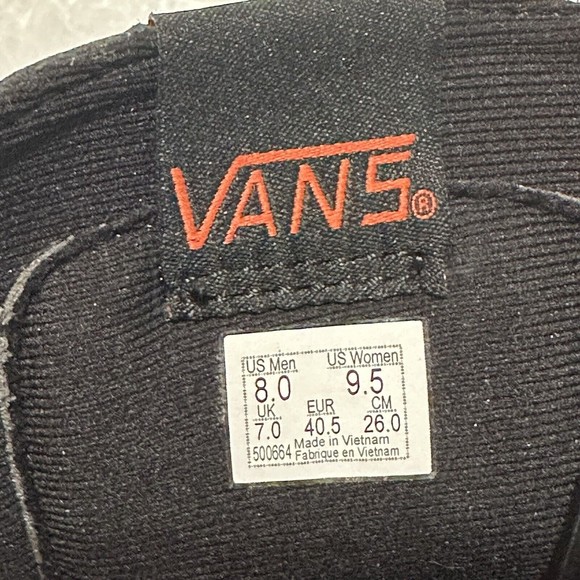 VANS®
US Men US Women
8.0 9.5
UK EUR CM
7.0 40.5 26.0
500664 Made in Vietnam
Fabrique en Vietnam